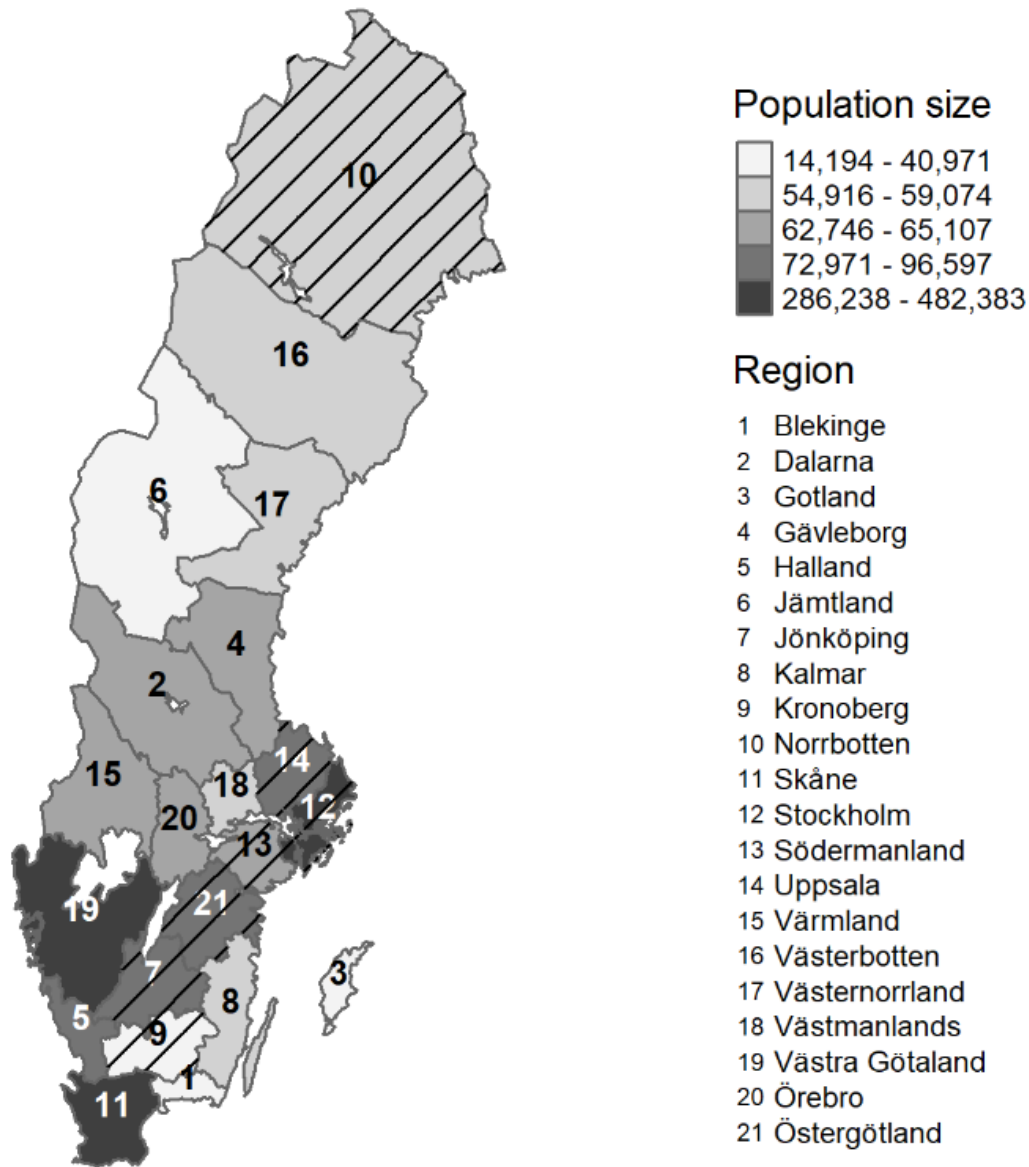 Population size
14,194 - 40,971
54,916 - 59,074
62,746 - 65,107
72,971 - 96,597
286,238 - 482,383
Region
1 Blekinge
2 Dalarna
3 Gotland
4 Gävleborg
5 Halland
6 Jämtland
7 Jönköping
8 Kalmar
9 Kronoberg
10 Norrbotten
11 Skåne
12 Stockholm
13 Södermanland
14 Uppsala
15 Värmland
16 Västerbotten
17 Västernorrland
18 Västmanlands
19 Västra Götaland
20 Örebro
21 Östergötland
10
16
6
17
4
2
14
15
18
12
20
13
19
21
7
3
8
5
9
1
11